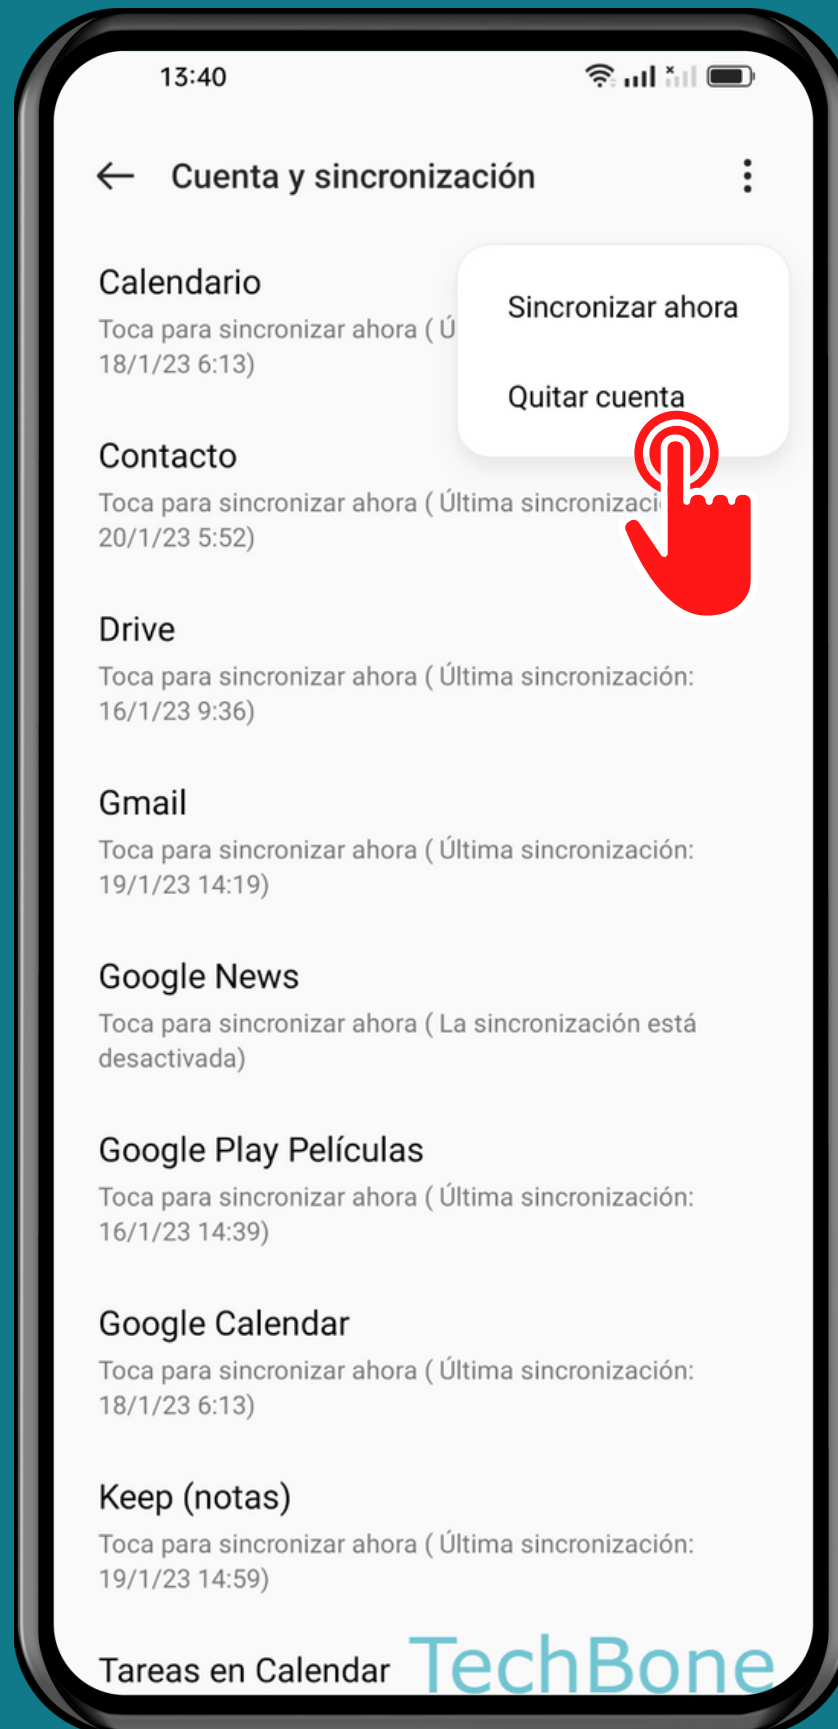 13:40
Cuenta y sincronización
Calendario
Toca para sincronizar ahora ( Ú
18/1/23 6:13)
Sincronizar ahora
Quitar cuenta
Contacto
Toca para sincronizar ahora ( Última sincronizaci
20/1/23 5:52)
Drive
Toca para sincronizar ahora ( Última sincronización:
16/1/23 9:36)
Gmail
Toca para sincronizar ahora ( Última sincronización:
19/1/23 14:19)
Google News
Toca para sincronizar ahora ( La sincronización está
desactivada)
Google Play Películas
Toca para sincronizar ahora ( Última sincronización:
16/1/23 14:39)
Google Calendar
Toca para sincronizar ahora ( Última sincronización:
18/1/23 6:13)
Keep (notas)
Toca para sincronizar ahora ( Última sincronización:
19/1/23 14:59)
Tareas en Calendar
TechBone